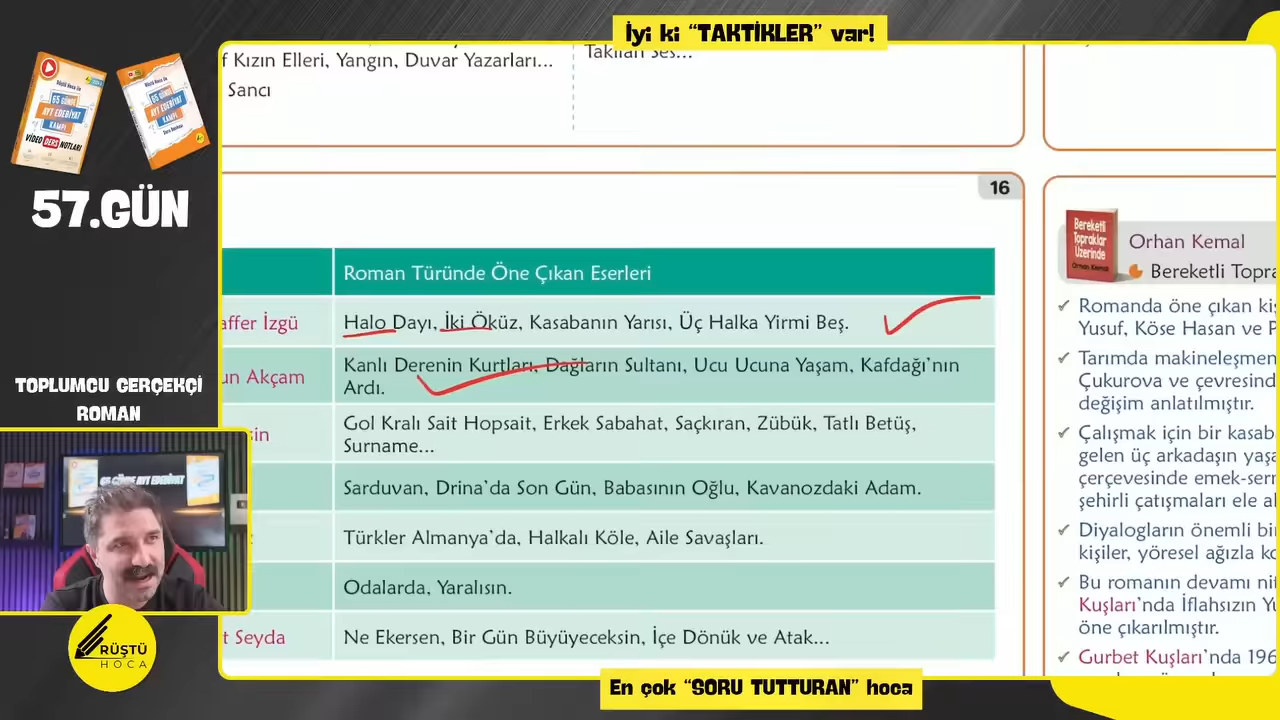 İyi ki “TAKTİKLER” var!
57.GÜN
TOPLUMCU GERÇEKÇİ
ROMAN
RÜŞTÜ
HOCA
f Kızın Elleri, Yangın, Duvar Yazarları...
Sancı
Takılan Ses...
16
Roman Türünde Öne Çıkan Eserleri
affer İzgü
Halo Dayı, İki Öküz, Kasabanın Yarısı, Üç Halka Yirmi Beş.
un Akçam
Kanlı Derenin Kurtları, Dağların Sultanı, Ucu Ucuna Yaşam, Kafdağı’nın
Ardı.
sin
Gol Kralı Sait Hopsait, Erkek Sabahat, Saçkıran, Zübük, Tatlı Betüş,
Surname...
Sarduvan, Drina’da Son Gün, Babasının Oğlu, Kavanozdaki Adam.
Türkler Almanya’da, Halkalı Köle, Aile Savaşları.
Odalarda, Yaralısın.
t Seyda
Ne Ekersen, Bir Gün Büyüyeceksin, İçe Dönük ve Atak...
Bereketli
Topraklar
Üzerinde
Orhan Kemal
Orhan Kemal
Bereketli Topra
✓ Romanda öne çıkan kiş
Yusuf, Köse Hasan ve P
✓ Tarımda makineleşmen
Çukurova ve çevresind
değişim anlatılmıştır.
✓ Çalışmak için bir kasab
gelen üç arkadaşın yaşa
çerçevesinde emek-serm
şehirli çatışmaları ele al
✓ Diyalogların önemli bir
kişiler, yöresel ağızla ko
✓ Bu romanın devamı nit
Kuşları’nda İflahsızın Yu
öne çıkarılmıştır.
✓ Gurbet Kuşları’nda 196
En çok “SORU TUTTURAN” hoca